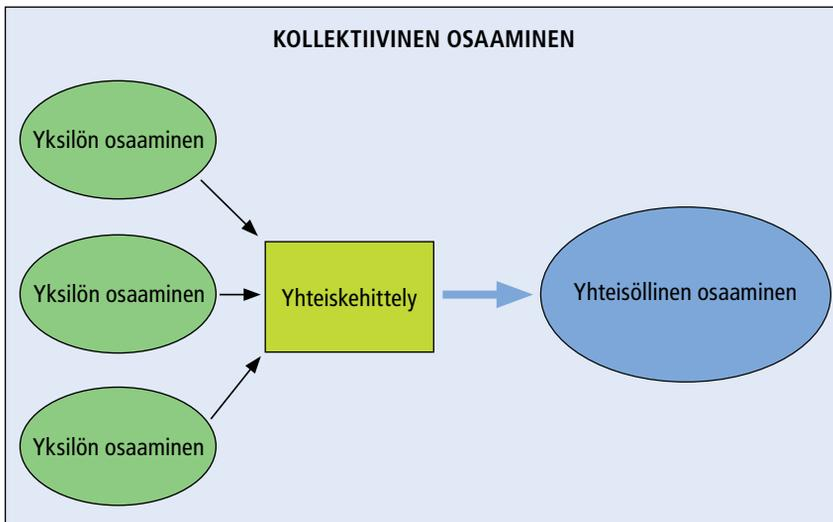 KOLLEKTIIVINEN OSAAMINEN
Yksilön osaaminen
Yksilön osaaminen
Yhteiskehittely
Yhteisöllinen osaaminen
Yksilön osaaminen